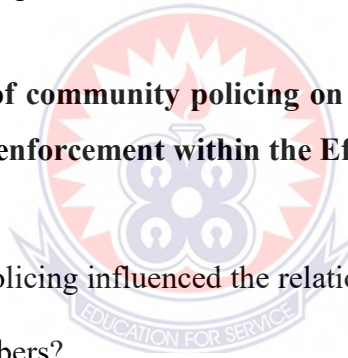 of community policing on
enforcement within the Ef
olicing influenced the relatio
bers?
EDUCATION FOR SERVICE